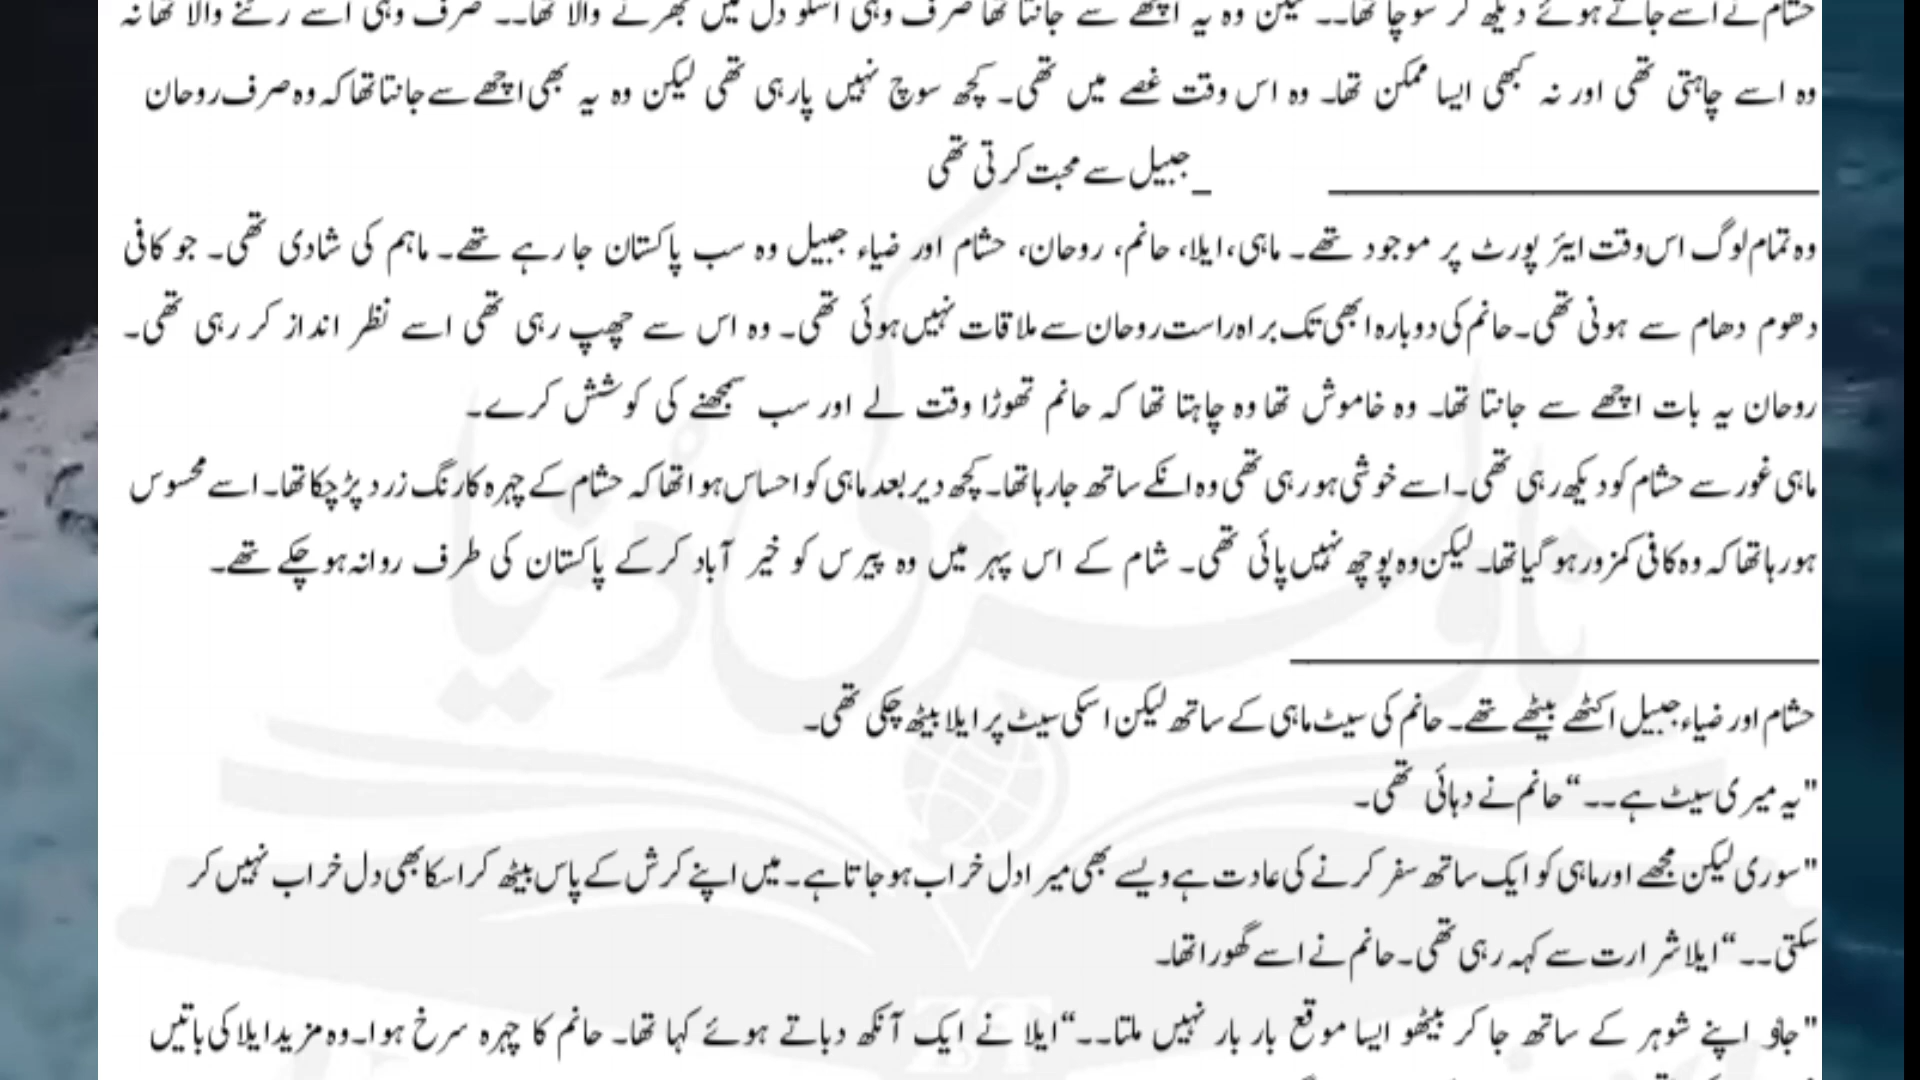 حشام نے اسے جاتے ہوئے دیکھ کر سوچا تھا۔۔ لیکن وہ یہ اچھے سے جانتا تھا صرف وہی اسکو دل میں بھرنے والا تھا۔۔ صرف وہی اسے رہنے والا تھا نہ
وہ اسے چاہتی تھی اور نہ کبھی ایسا ممکن تھا۔ وہ اس وقت غصے میں تھی۔ کچھ سوچ نہیں پارہی تھی لیکن وہ یہ بھی اچھے سے جانتا تھا کہ وہ صرف روحان
جبیل سے محبت کرتی تھی
وہ تمام لوگ اس وقت ایئر پورٹ پر موجود تھے۔ ماہی، ایلا، حانم، روحان، حشام اور ضیاء جبیل وہ سب پاکستان جا رہے تھے۔ ماہم کی شادی تھی۔ جو کافی
دھوم دھام سے ہونی تھی۔ حانم کی دوبارہ ابھی تک براہ راست روحان سے ملاقات نہیں ہوئی تھی۔ وہ اس سے چھپ رہی تھی اسے نظر انداز کر رہی تھی۔
روحان یہ بات اچھے سے جانتا تھا۔ وہ خاموش تھا وہ چاہتا تھا کہ حانم تھوڑا وقت لے اور سب سمجھنے کی کوشش کرے۔
ماہی غور سے حشام کو دیکھ رہی تھی۔ اسے خوشی ہو رہی تھی وہ انکے ساتھ جا رہا تھا۔ کچھ دیر بعد ماہی کو احساس ہوا تھا کہ حشام کے چہرہ کا رنگ زرد پڑ چکا تھا۔ اسے محسوس
ہو رہا تھا کہ وہ کافی کمزور ہو گیا تھا۔ لیکن وہ پوچھ نہیں پائی تھی۔ شام کے اس پہر میں وہ پیرس کو خیر آباد کر کے پاکستان کی طرف روانہ ہو چکے تھے۔
حشام اور ضیاء جبیل اکٹھے بیٹھے تھے۔ حانم کی سیٹ ماہی کے ساتھ لیکن اسکی سیٹ پر ایلا بیٹھ چکی تھی۔
"یہ میری سیٹ ہے۔۔“ حانم نے دہائی تھی۔
"سوری لیکن مجھے اور ماہی کو ایک ساتھ سفر کرنے کی عادت ہے ویسے بھی میرا دل خراب ہو جاتا ہے۔ میں اپنے کرش کے پاس بیٹھ کر اسکا بھی دل خراب نہیں کر
سکتی۔۔“ ایلا شرارت سے کہہ رہی تھی۔ حانم نے اسے گھورا تھا۔
"جاؤ اپنے شوہر کے ساتھ جا کر بیٹھو ایسا موقع بار بار نہیں ملتا۔۔“ ایلا نے ایک آنکھ دباتے ہوئے کہا تھا۔ حانم کا چہرہ سرخ ہوا۔ وہ مزید ایلا کی باتیں
ناولز کی دنیا
ZT